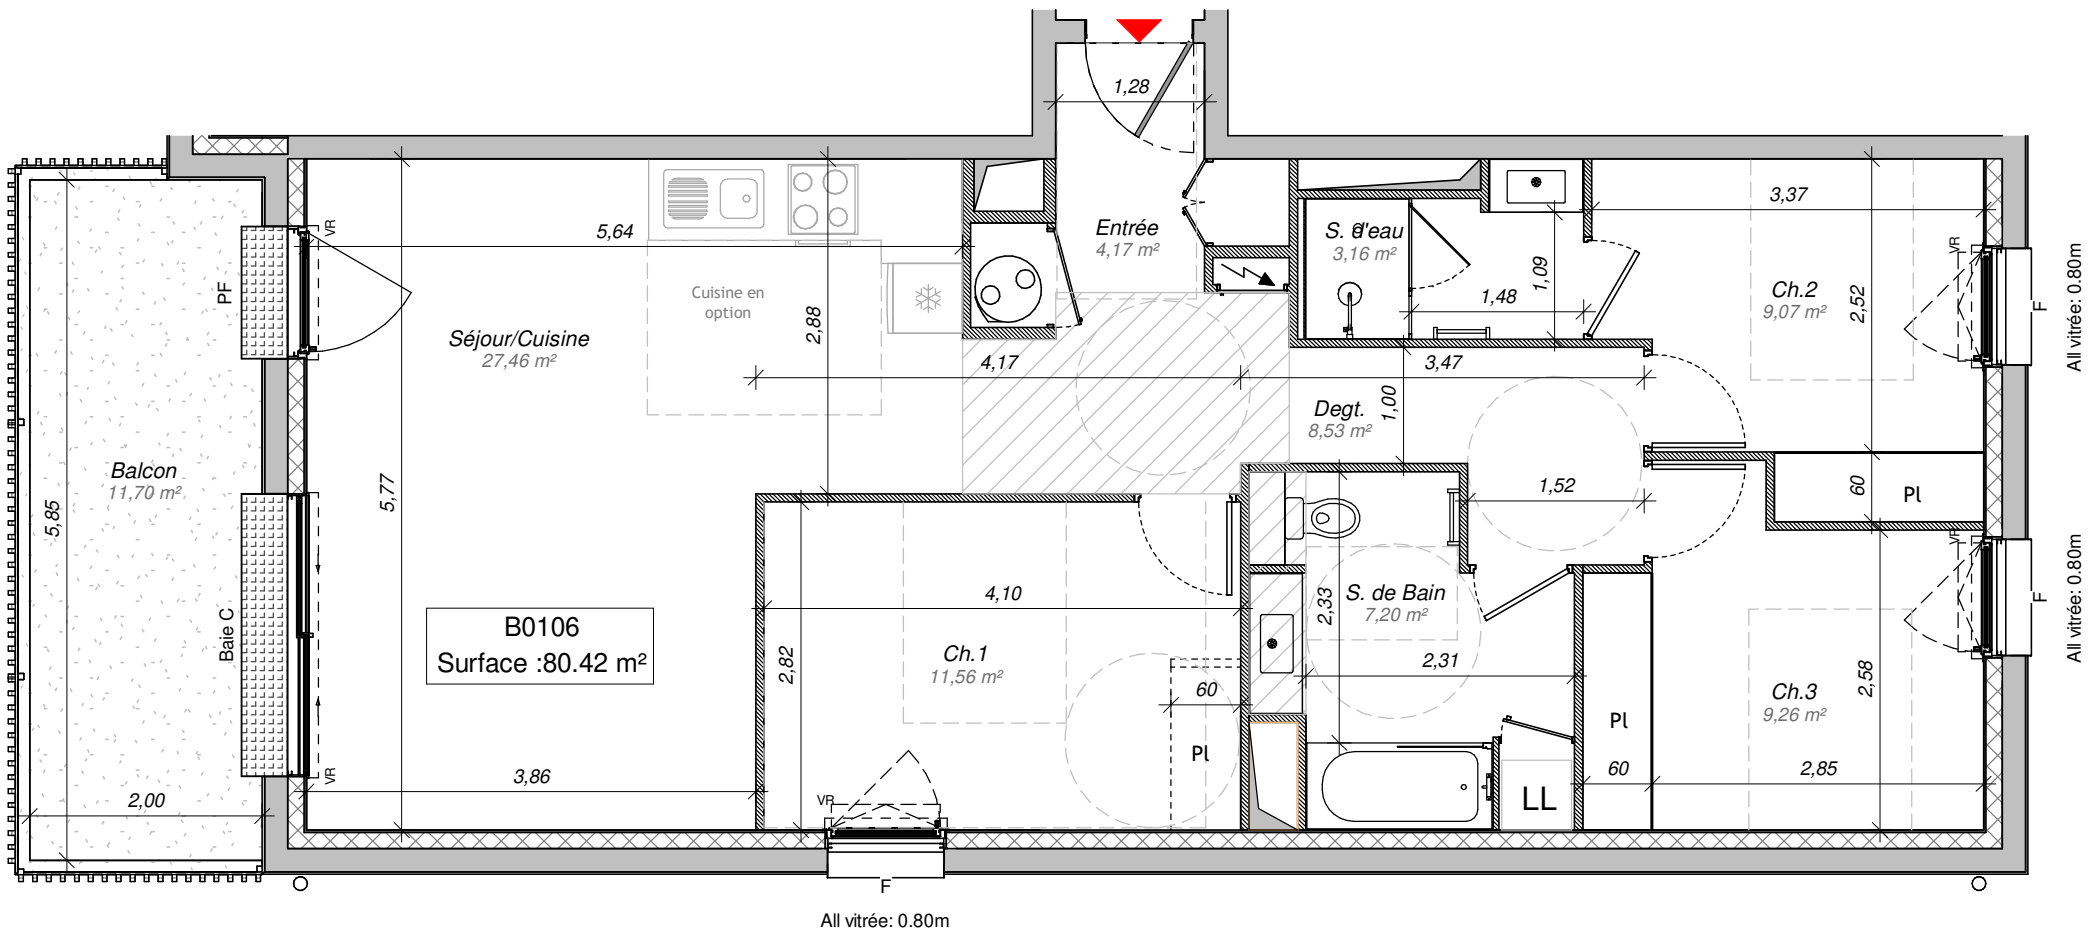 1,28
5,64
Entrée
4,17 m²
S. d'eau
3,16 m²
3,37
VR
PF
Cuisine en
option
2,88
1,09
1,48
Ch.2
9,07 m²
2,52
VR
F
All vitrée: 0.80m
Séjour/Cuisine
27,46 m²
4,17
3,47
Degt.
8,53 m²
1,00
Balcon
11,70 m²
5,85
5,77
1,52
60
Pl
VR
4,10
B0106
Surface :80.42 m²
Baie C
2,82
Ch.1
11,56 m²
60
Pl
2,33
S. de Bain
7,20 m²
2,31
Ch.3
9,26 m²
2,58
F
All vitrée: 0.80m
Pl
60
2,85
LL
2,00
3,86
VR
VR
F
All vitrée: 0.80m